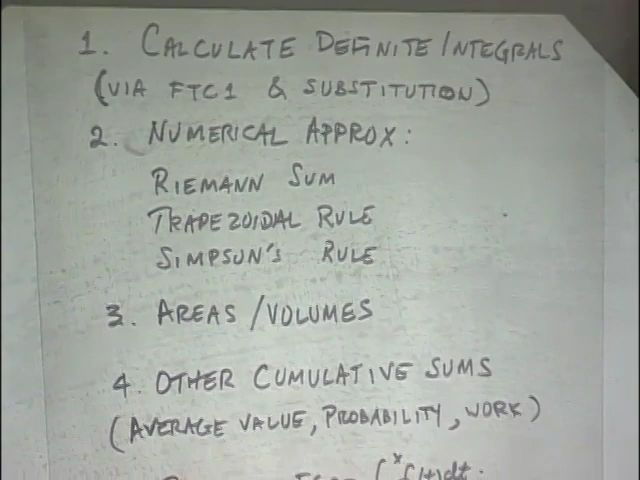 1. CALCULATE DEFINITE INTEGRALS
(VIA FTC1 & SUBSTITUTION)
2. NUMERICAL APPROX:
RIEMANN SUM
TRAPEZOIDAL RULE
SIMPSON'S RULE
3. AREAS/VOLUMES
4. OTHER CUMULATIVE SUMS
(AVERAGE VALUE, PROBABILITY, WORK)
∫ˣ f(t)dt.